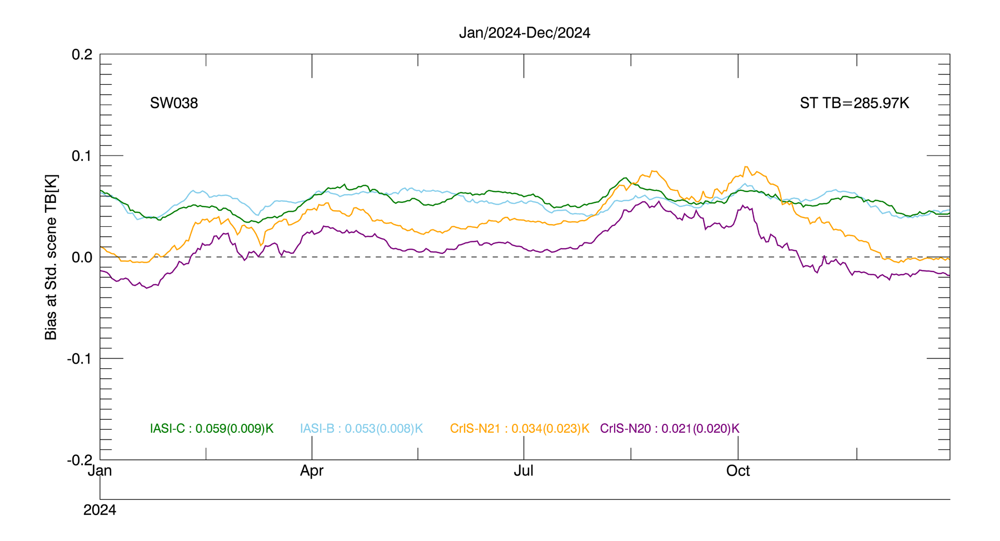 Jan/2024-Dec/2024
0.2
SW038
ST TB=285.97K
0.1
0.0
-0.1
-0.2
Bias at Std. scene TB[K]
IASI-C : 0.059(0.009)K
IASI-B : 0.053(0.008)K
CrIS-N21 : 0.034(0.023)K
CrIS-N20 : 0.021(0.020)K
Jan
Apr
Jul
Oct
2024